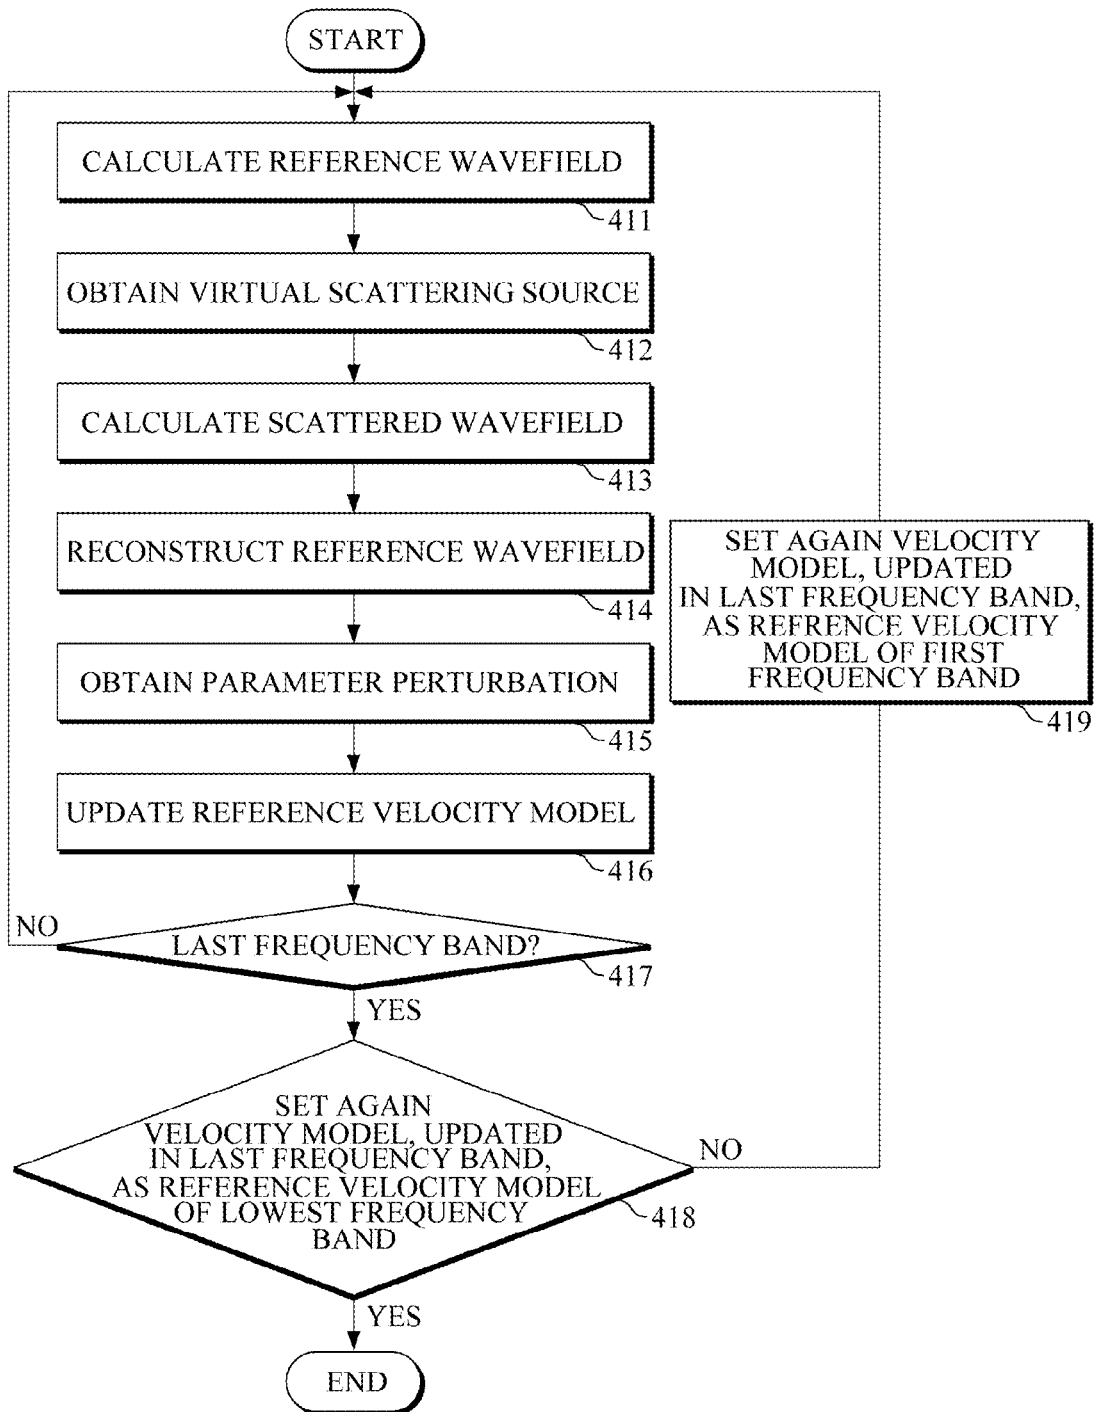 START
CALCULATE REFERENCE WAVEFIELD
411
OBTAIN VIRTUAL SCATTERING SOURCE
412
CALCULATE SCATTERED WAVEFIELD
413
RECONSTRUCT REFERENCE WAVEFIELD
414
OBTAIN PARAMETER PERTURBATION
415
UPDATE REFERENCE VELOCITY MODEL
416
NO
LAST FREQUENCY BAND?
417
YES
SET AGAIN
VELOCITY MODEL, UPDATED
IN LAST FREQUENCY BAND,
AS REFERENCE VELOCITY MODEL
OF LOWEST FREQUENCY
BAND
418
NO
YES
END
SET AGAIN VELOCITY
MODEL, UPDATED
IN LAST FREQUENCY BAND,
AS REFRENCE VELOCITY
MODEL OF FIRST
FREQUENCY BAND
419